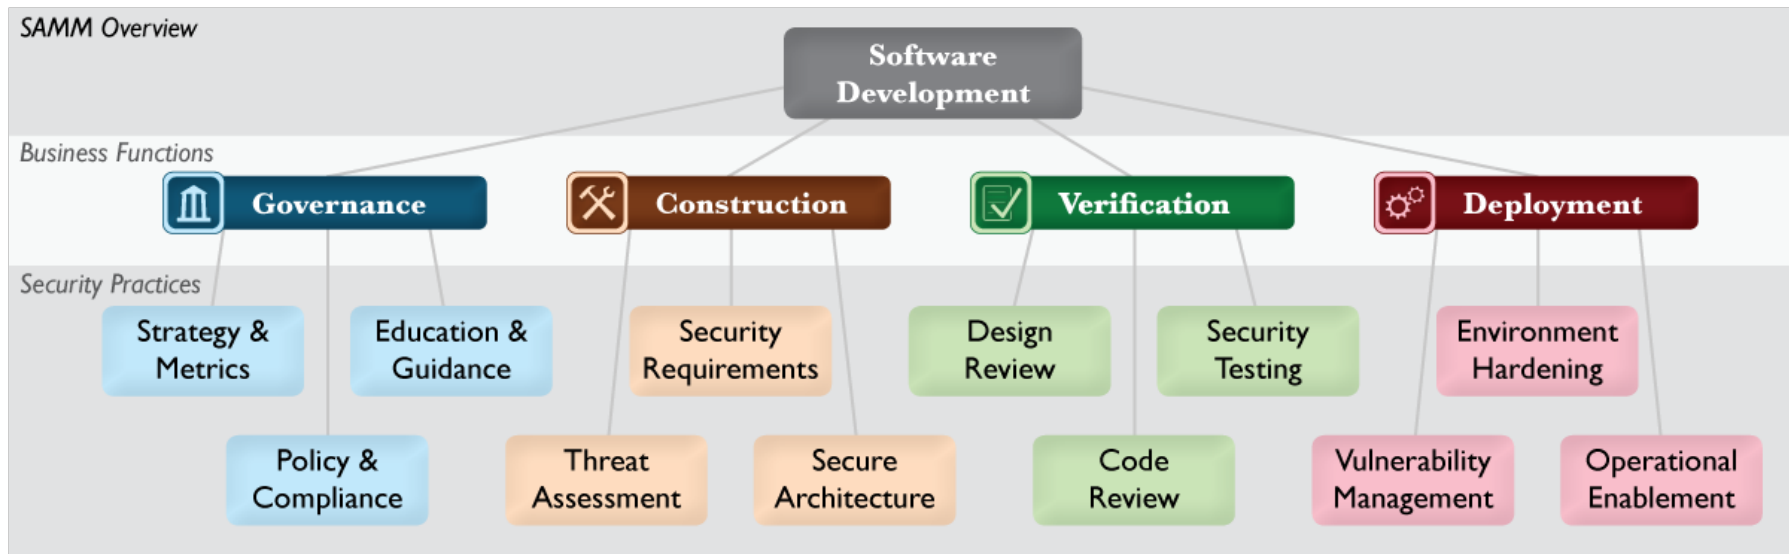 SAMM Overview
Software
Development
Business Functions
Governance
Construction
Verification
Deployment
Security Practices
Strategy &
Metrics
Education &
Guidance
Security
Requirements
Design
Review
Security
Testing
Environment
Hardening
Policy &
Compliance
Threat
Assessment
Secure
Architecture
Code
Review
Vulnerability
Management
Operational
Enablement